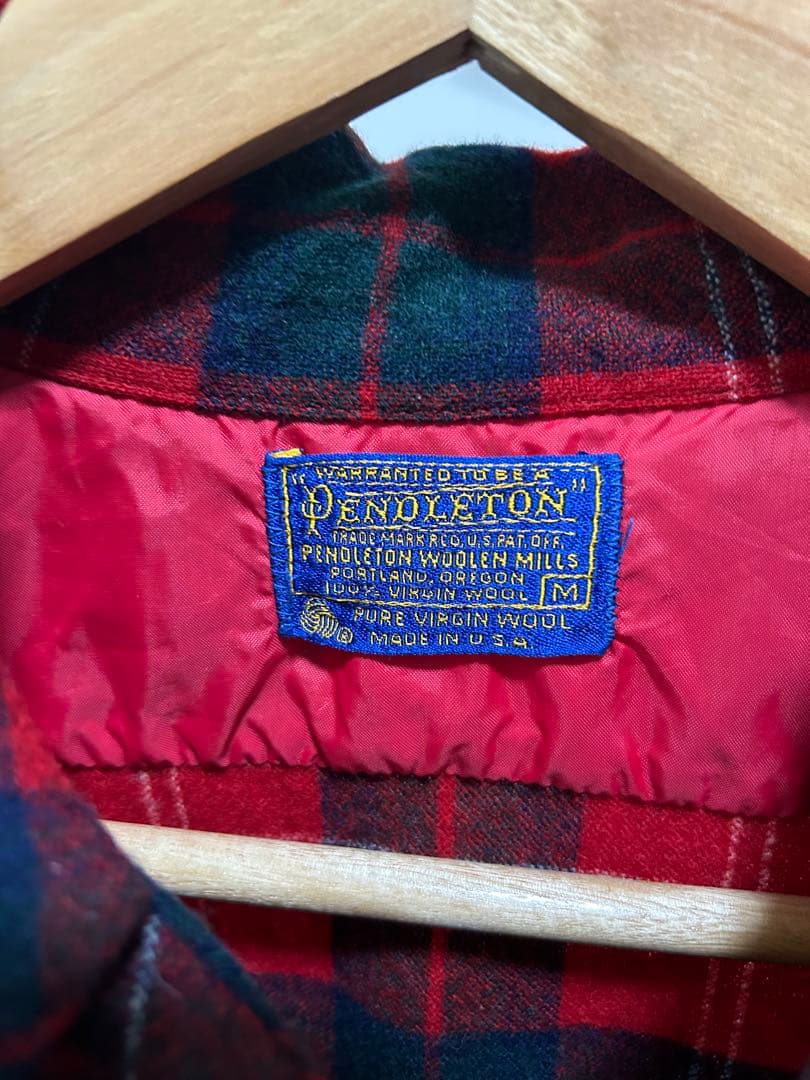 WARRANTED TO BE A
"PENDLETON"
TRADE MARK REG. U.S. PAT. OFF.
PENDLETON WOOLEN MILLS
PORTLAND, OREGON
100% VIRGIN WOOL M
PURE VIRGIN WOOL
® MADE IN U.S.A.